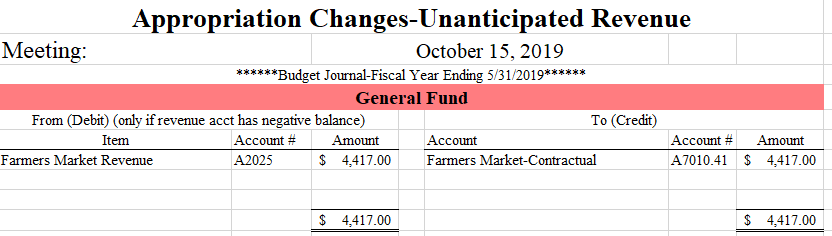 Appropriation Changes-Unanticipated Revenue
Meeting: October 15, 2019
******Budget Journal-Fiscal Year Ending 5/31/2019******
General Fund
From (Debit) (only if revenue acct has negative balance) To (Credit)
Item Account # Amount Account Account # Amount
Farmers Market Revenue A2025 $ 4,417.00 Farmers Market-Contractual A7010.41 $ 4,417.00
$ 4,417.00 $ 4,417.00